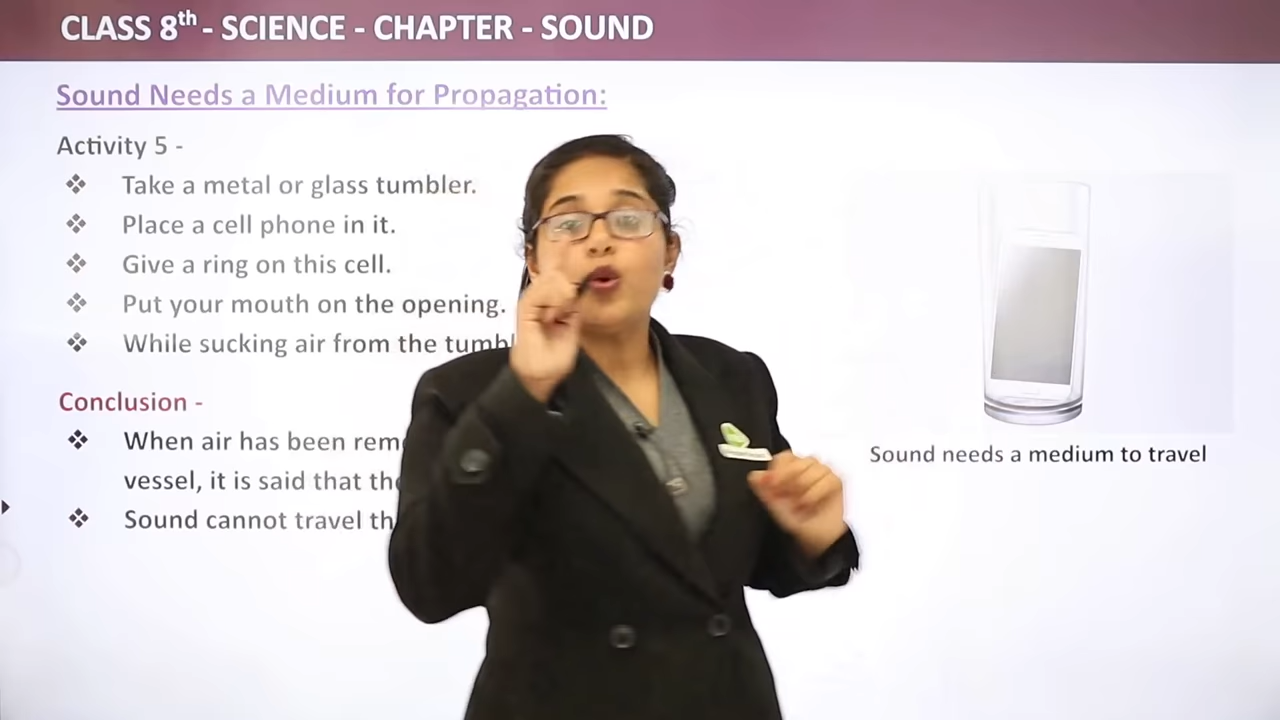 CLASS 8th - SCIENCE - CHAPTER - SOUND
Sound Needs a Medium for Propagation:
Activity 5 -
❖ Take a metal or glass tumbler.
❖ Place a cell phone in it.
❖ Give a ring on this cell.
❖ Put your mouth on the opening.
❖ While sucking air from the
Conclusion -
❖ When air has been
vessel, it is said that
❖ Sound cannot travel
Sound needs a medium to travel